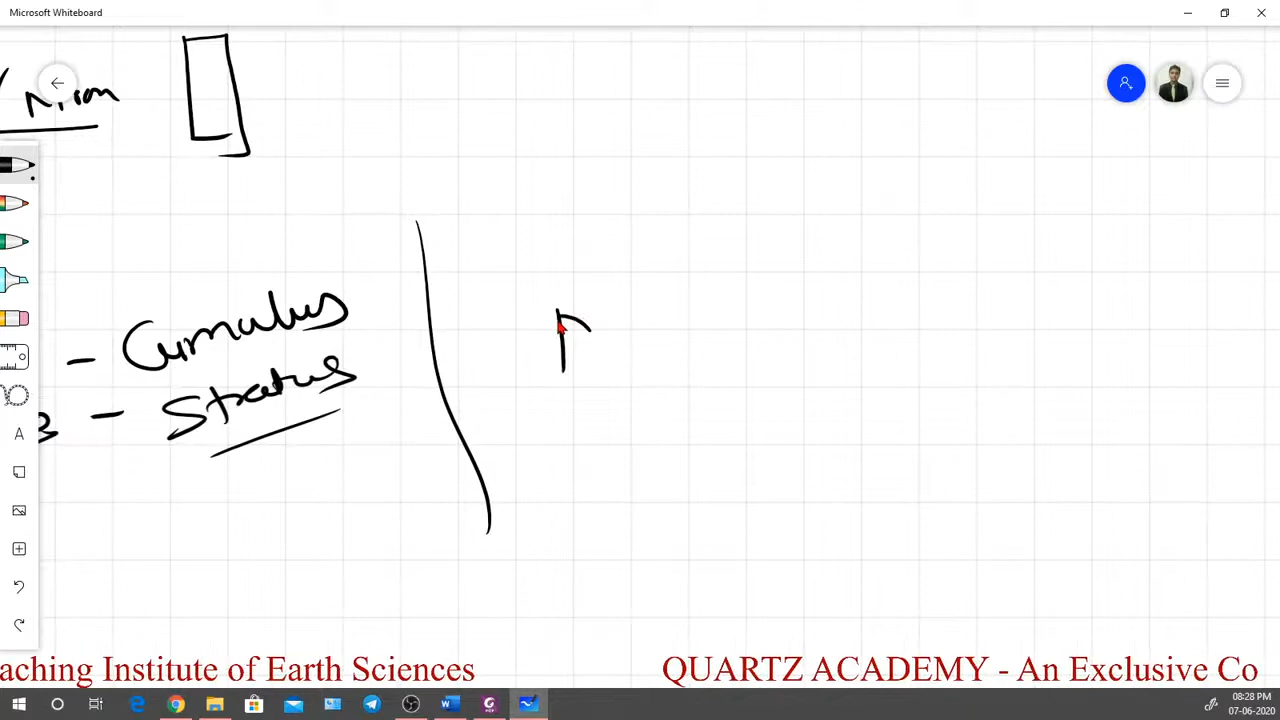 Microsoft Whiteboard
- Cumulus
- Stratus
A
eaching Institute of Earth Sciences QUARTZ ACADEMY - An Exclusive Co
08:28 PM
07-06-2020